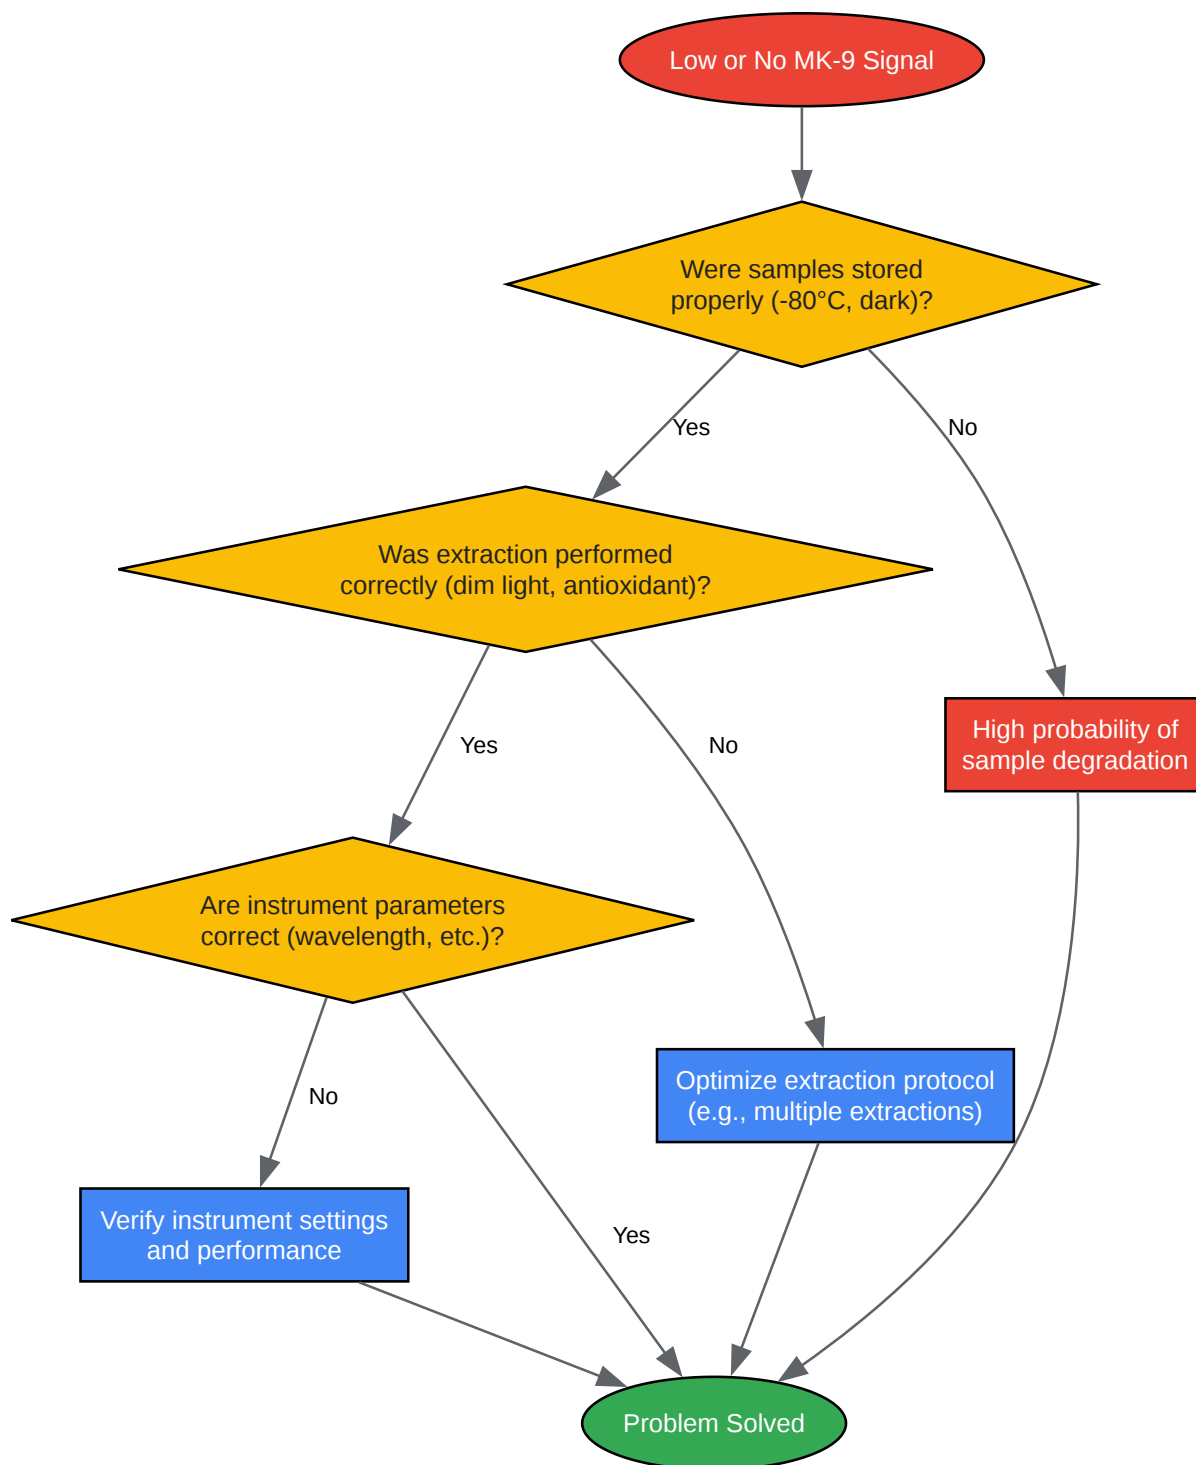 Low or No MK-9 Signal
Were samples stored
properly (-80°C, dark)?
Yes
No
Was extraction performed
correctly (dim light, antioxidant)?
Yes
No
High probability of
sample degradation
Are instrument parameters
correct (wavelength, etc.)?
No
Yes
Optimize extraction protocol
(e.g., multiple extractions)
Verify instrument settings
and performance
Problem Solved